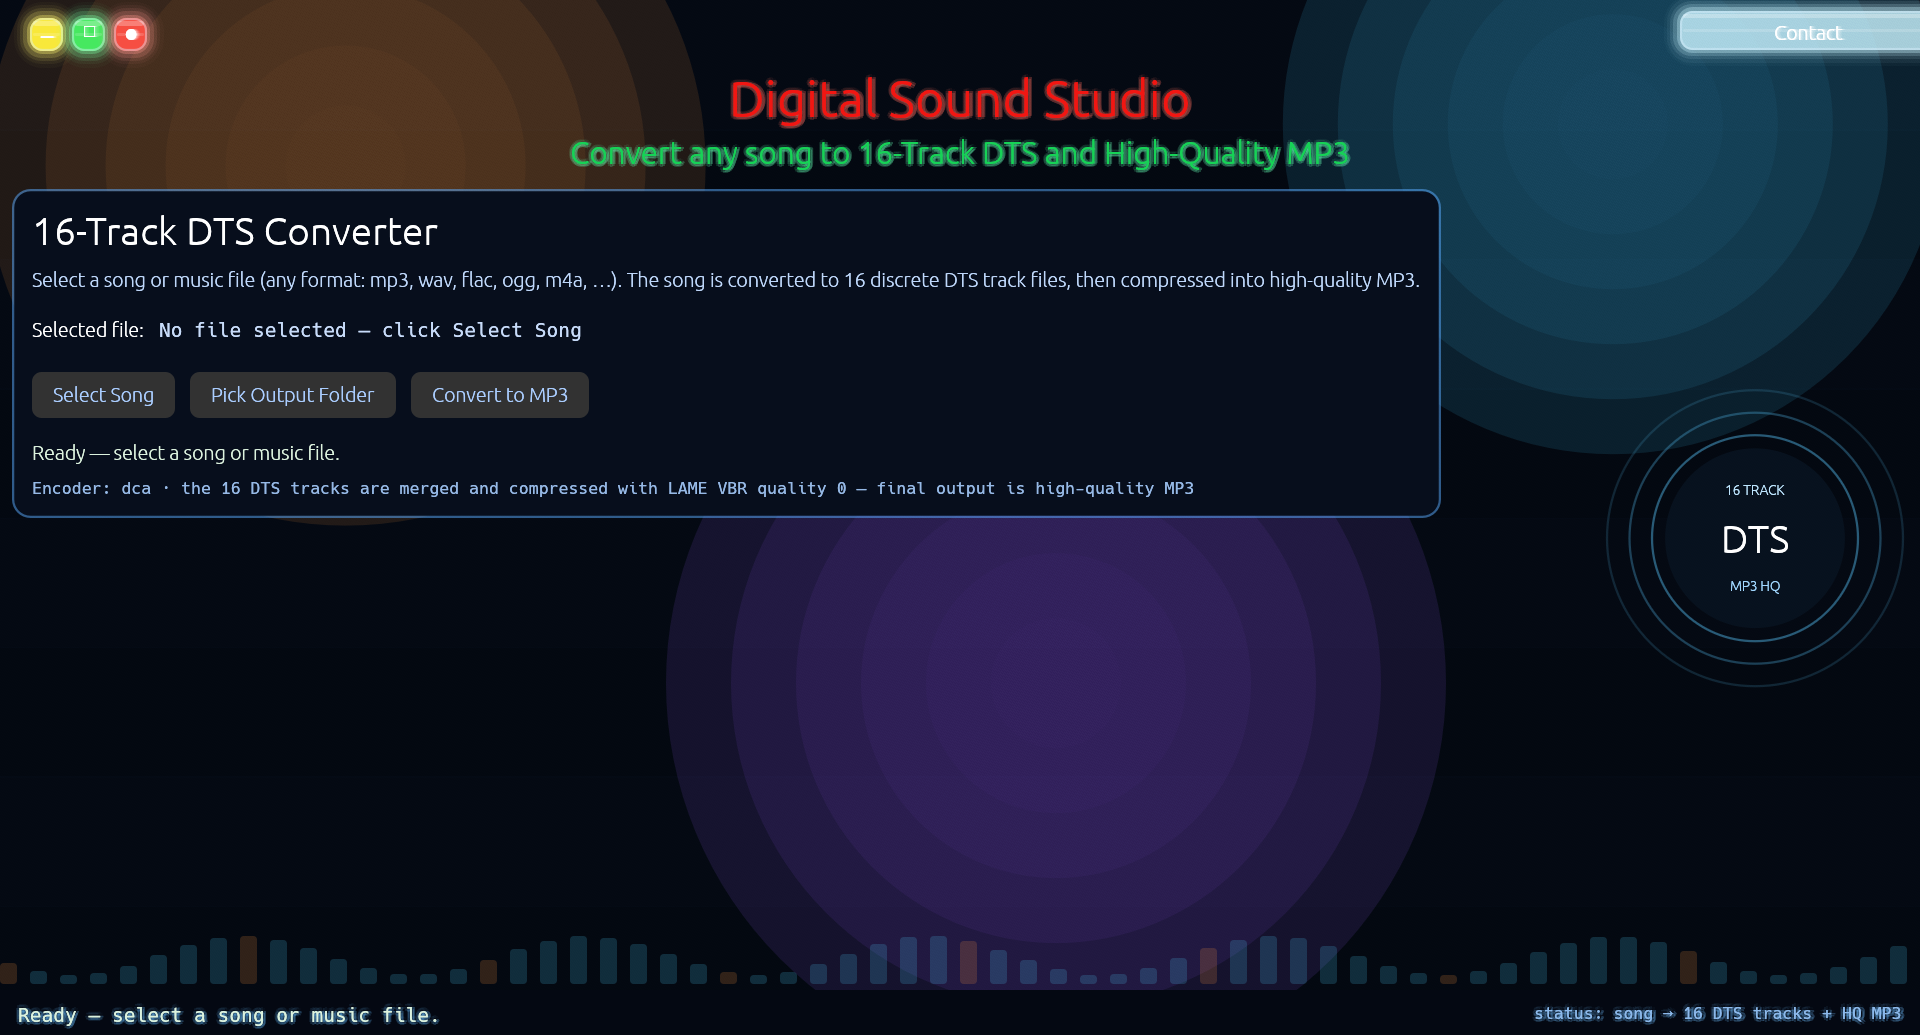 Contact
Digital Sound Studio
Convert any song to 16-Track DTS and High-Quality MP3
16-Track DTS Converter
Select a song or music file (any format: mp3, wav, flac, ogg, m4a, …). The song is converted to 16 discrete DTS track files, then compressed into high-quality MP3.
Selected file: No file selected — click Select Song
Select Song Pick Output Folder Convert to MP3
Ready — select a song or music file.
Encoder: dca · the 16 DTS tracks are merged and compressed with LAME VBR quality 0 — final output is high-quality MP3
16 TRACK
DTS
MP3 HQ
Ready — select a song or music file.
status: song → 16 DTS tracks + HQ MP3